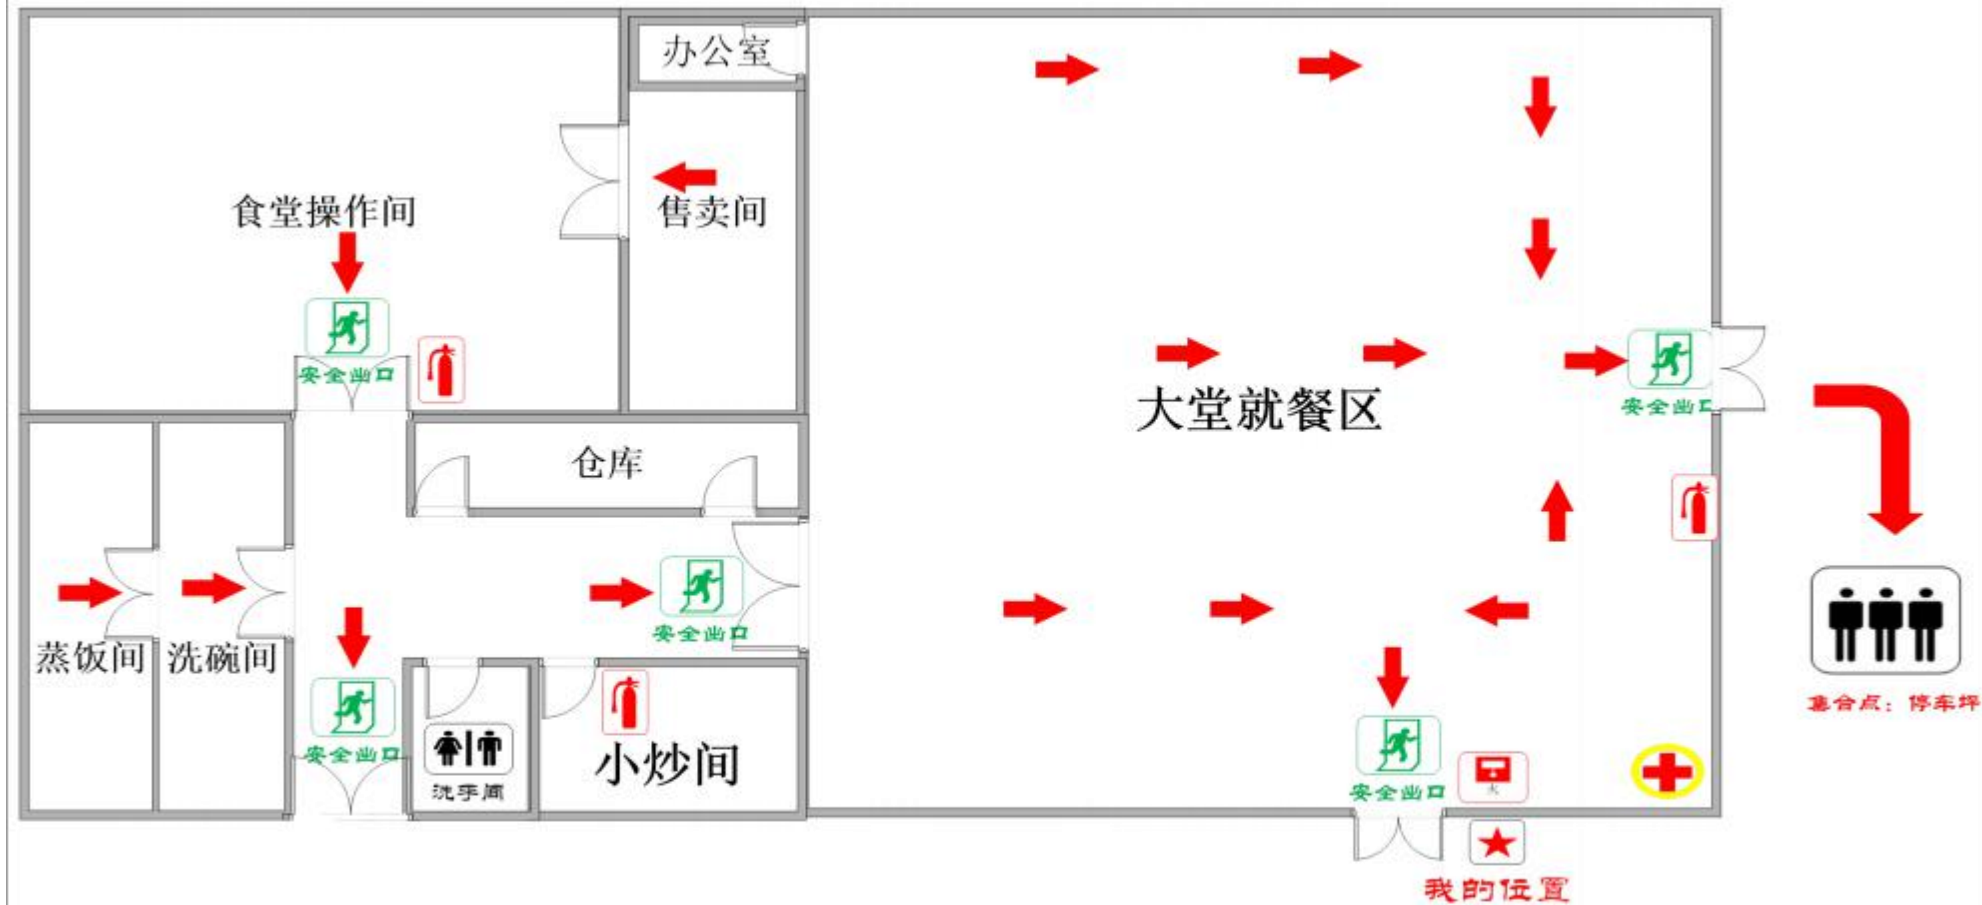 办公室
食堂操作间
售卖间
安全出口
安全出口
大堂就餐区
仓库
安全出口
蒸饭间
洗碗间
集合点：停车坪
安全出口
小炒间
洗手间
安全出口
火
我的位置